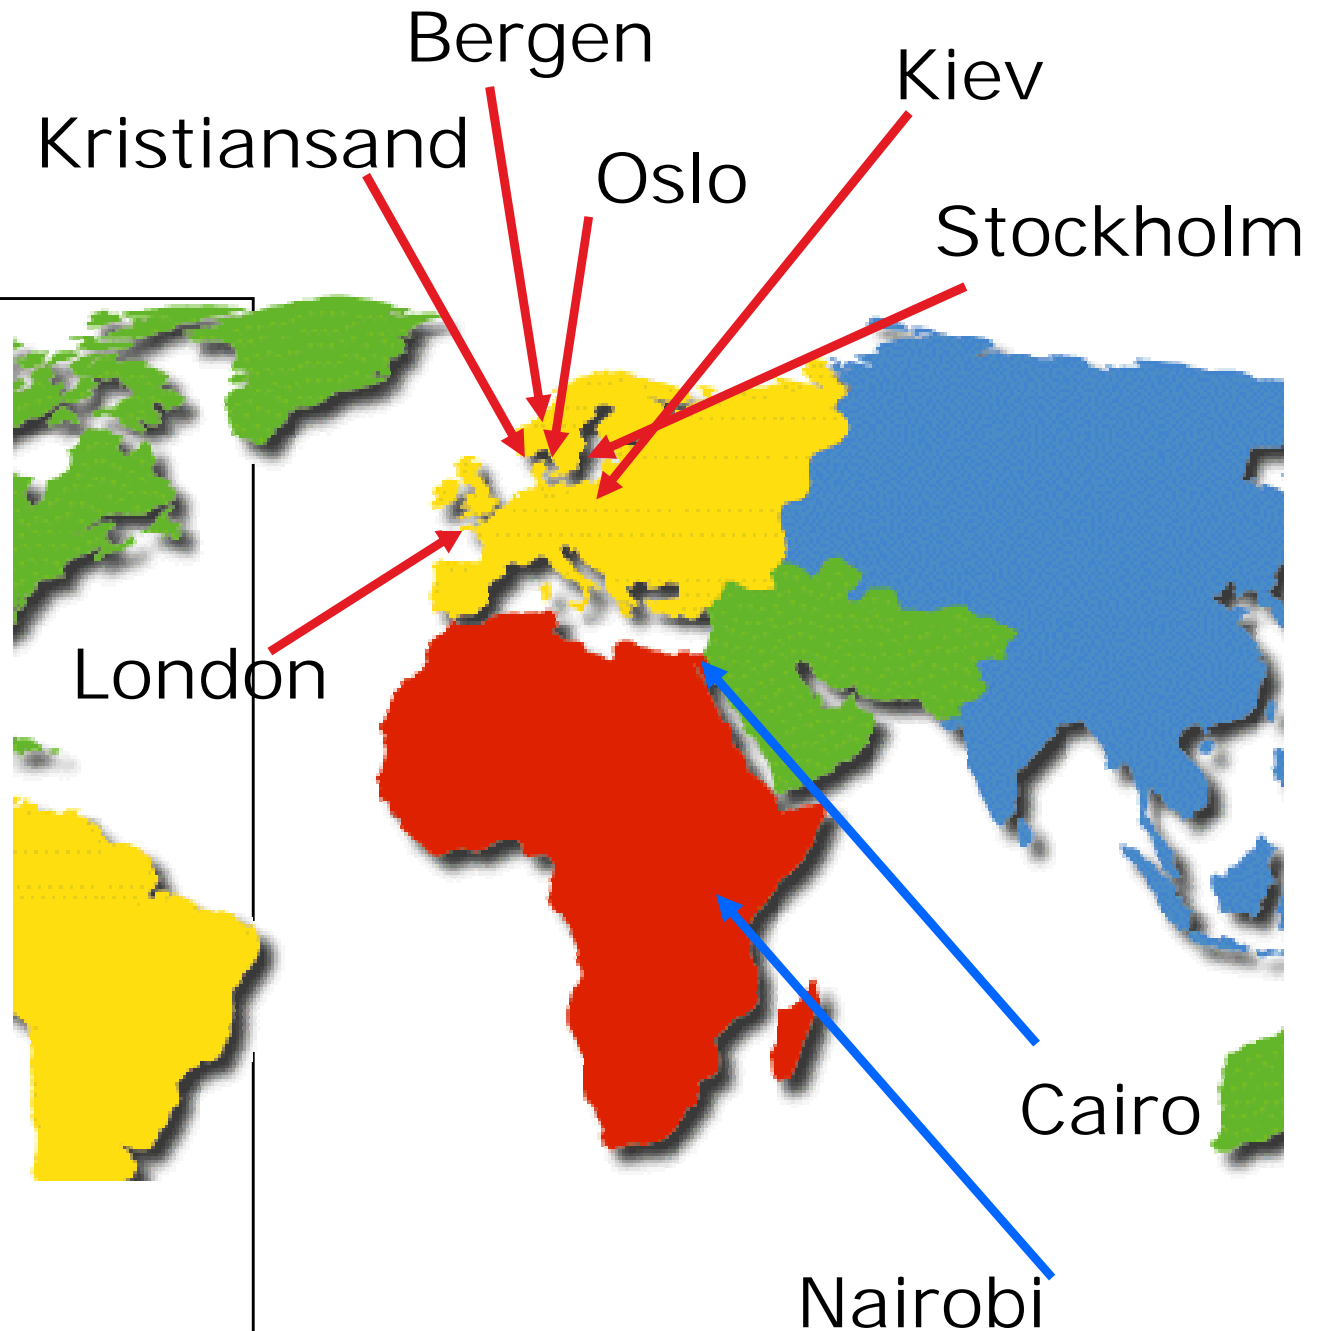 Bergen
Kiev
Kristiansand
Oslo
Stockholm
London
Cairo
Nairobi